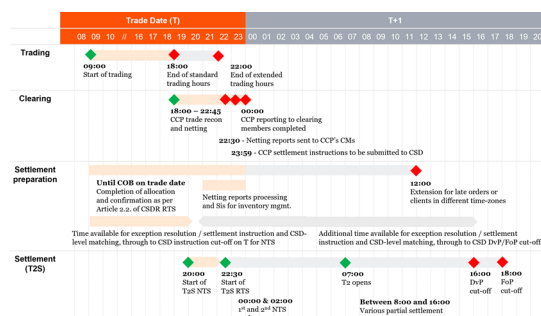 Trade Date (T)
T+1
08 09 10 // 16 17 18 19 20 21 22 23 00 01 02 03 04 05 06 07 08 09 10 11 12 13 14 15 16 17 18 19 20
Trading
09:00
Start of trading
18:00
End of standard
trading hours
22:00
End of extended
trading hours
Clearing
18:00 – 22:45
CCP trade recon
and netting
00:00
CCP reporting to clearing
members completed
22:30 - Netting reports sent to CCP's CMs
23:59 - CCP settlement instructions to be submitted to CSD
Settlement
preparation
Until COB on trade date
Completion of allocation
and confirmation as per
Article 2.2. of CSDR RTS
Netting reports processing
and Sis for inventory mgmt.
12:00
Extension for late orders or
clients in different time-zones
Time available for exception resolution / settlement instruction and CSD-
level matching, through to CSD instruction cut-off on T for NTS
Additional time available for exception resolution / settlement
instruction and CSD-level matching, through to CSD DvP/FoP cut-off
Settlement
(T2S)
20:00
Start of
T2S NTS
22:30
Start of
T2S RTS
07:00
T2 opens
16:00
DvP
cut-off
18:00
FoP
cut-off
00:00 & 02:00
1st and 2nd NTS
Between 8:00 and 16:00
Various partial settlement